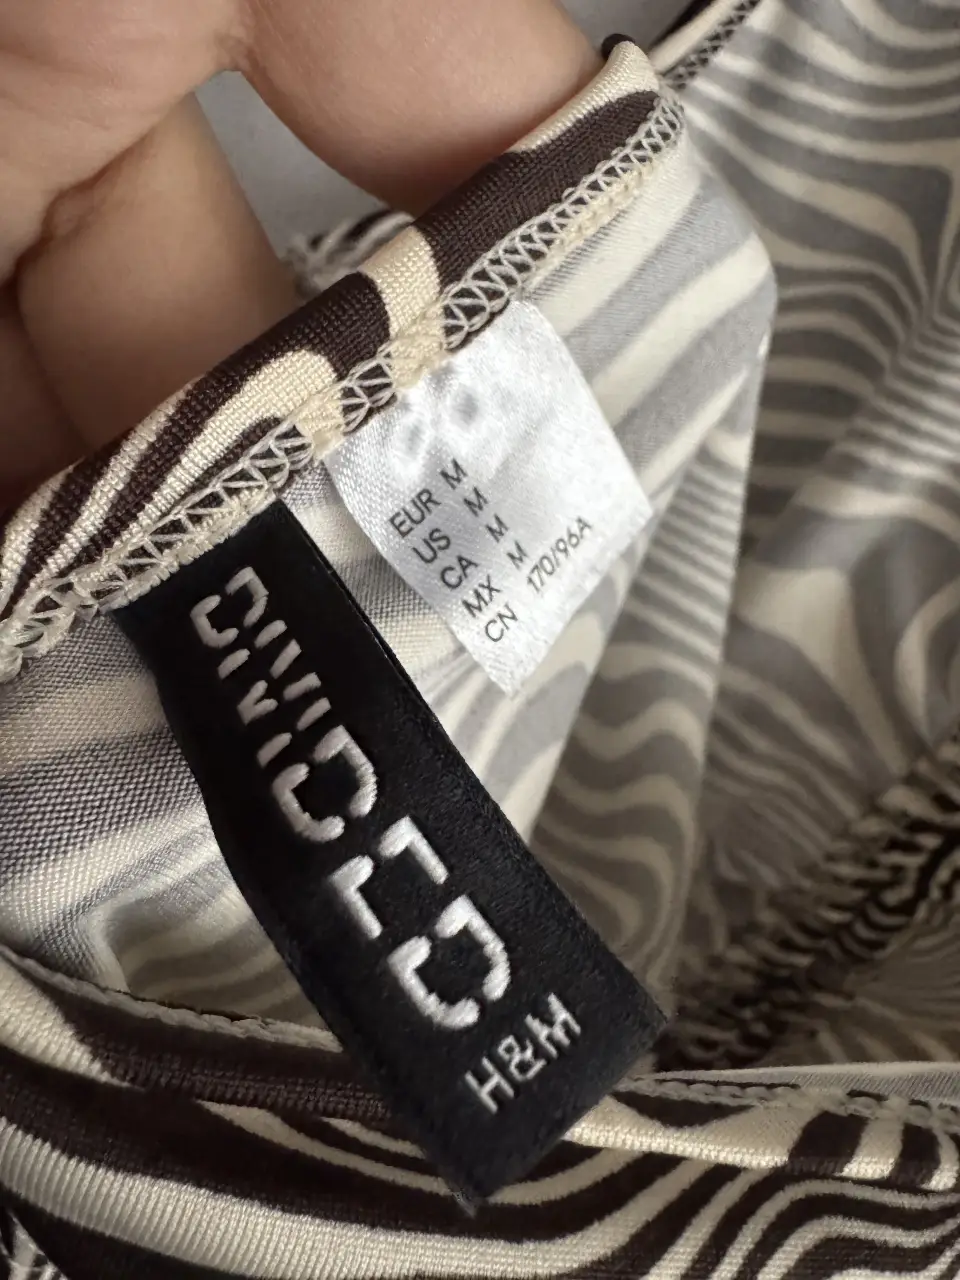 EUR M
US M
CA M
MX M
CN 170/96A
DIVIDED
H&M